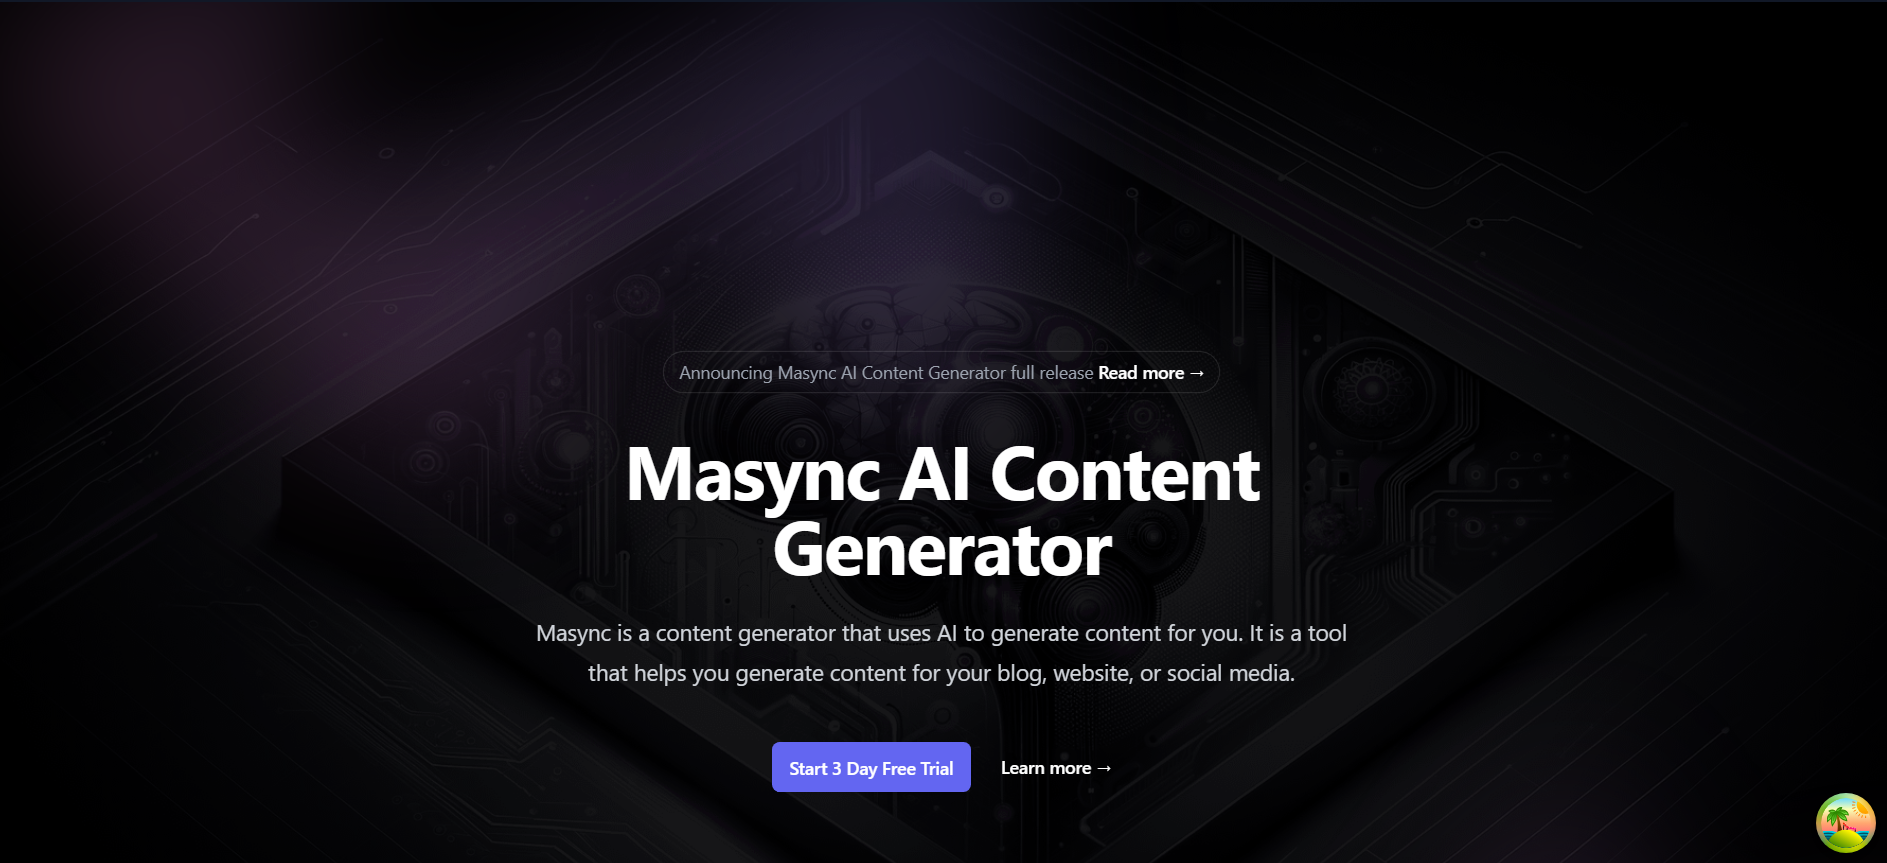 Announcing Masync AI Content Generator full release Read more →
Masync AI Content
Generator
Masync is a content generator that uses AI to generate content for you. It is a tool
that helps you generate content for your blog, website, or social media.
Start 3 Day Free Trial
Learn more →